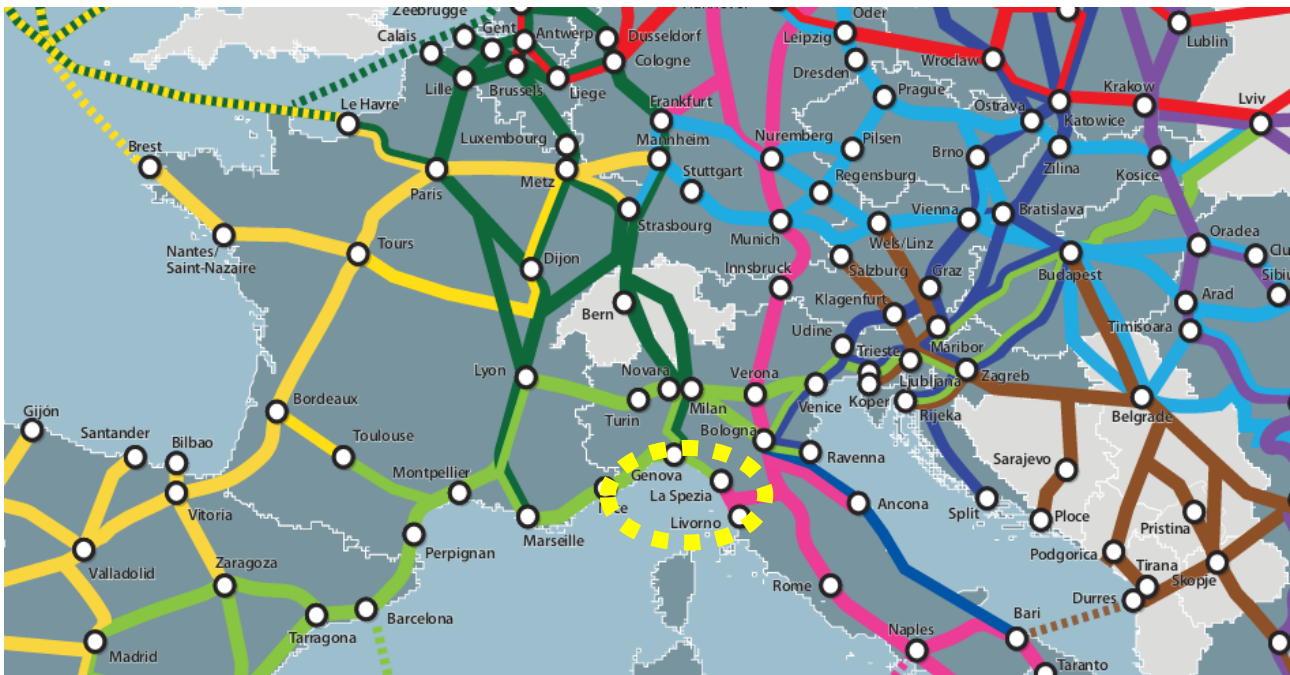 Zeebrugge
Oder
Calais
Gent
Antwerp
Dusseldorf
Leipzig
Lublin
Cologne
Dresden
Wroclaw
Lille
Brussels
Liege
Prague
Krakow
Le Havre
Frankfurt
Ostrava
Katowice
Lviv
Luxembourg
Mannheim
Nuremberg
Pilsen
Brest
Brno
Zilina
Kosice
Paris
Metz
Stuttgart
Regensburg
Strasbourg
Vienna
Bratislava
Nantes/
Saint-Nazaire
Tours
Munich
Wels/Linz
Oradea
Dijon
Salzburg
Budapest
Innsbruck
Graz
Bern
Klagenfurt
Arad
Udine
Timisoara
Trieste
Maribor
Lyon
Novara
Verona
Zagreb
Ljubljana
Turin
Milan
Venice
Koper
Rijeka
Belgrade
Gijón
Bordeaux
Santander
Bilbao
Toulouse
Bologna
Ravenna
Sarajevo
Montpellier
Genova
La Spezia
Ancona
Split
Ploce
Vitoria
Livorno
Pristina
Marseille
Perpignan
Podgorica
Valladolid
Zaragoza
Tirana
Skopje
Rome
Durres
Barcelona
Tarragona
Bari
Naples
Madrid
Taranto